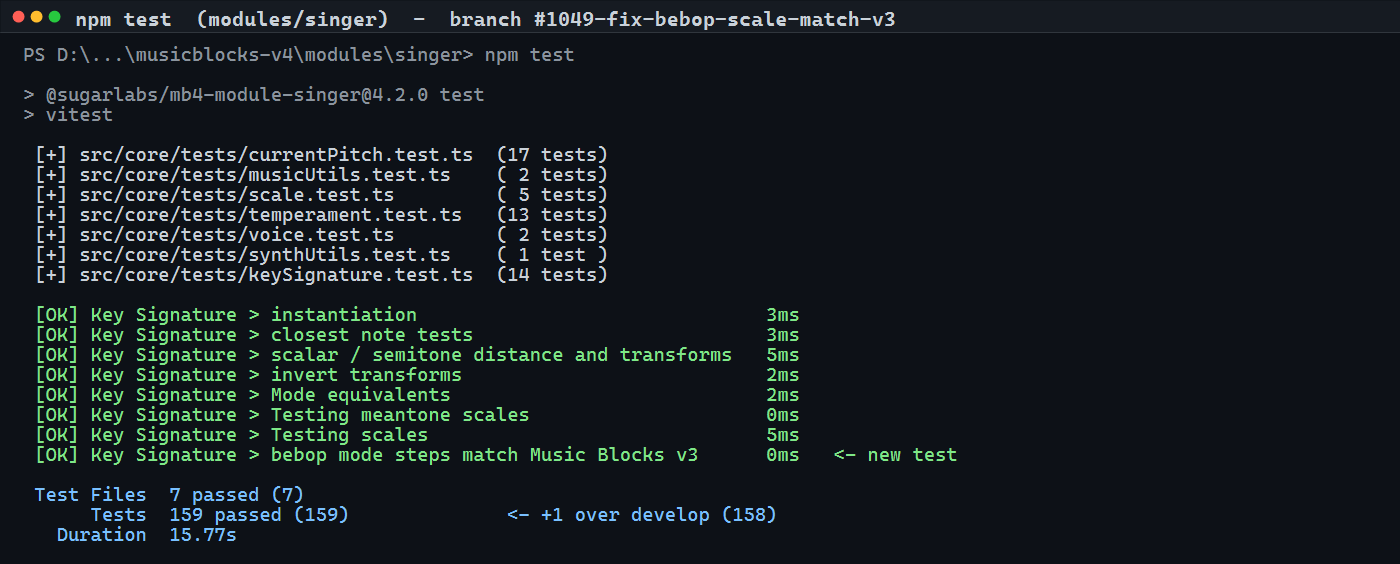 npm test  (modules/singer)  -  branch #1049-fix-bebop-scale-match-v3
PS D:\...\musicblocks-v4\modules\singer> npm test
> @sugarlabs/mb4-module-singer@4.2.0 test
> vitest
[+] src/core/tests/currentPitch.test.ts  (17 tests)
[+] src/core/tests/musicUtils.test.ts    ( 2 tests)
[+] src/core/tests/scale.test.ts         ( 5 tests)
[+] src/core/tests/temperament.test.ts   (13 tests)
[+] src/core/tests/voice.test.ts         ( 2 tests)
[+] src/core/tests/synthUtils.test.ts    ( 1 test )
[+] src/core/tests/keySignature.test.ts  (14 tests)
[OK] Key Signature > instantiation                               3ms
[OK] Key Signature > closest note tests                          3ms
[OK] Key Signature > scalar / semitone distance and transforms   5ms
[OK] Key Signature > invert transforms                           2ms
[OK] Key Signature > Mode equivalents                            2ms
[OK] Key Signature > Testing meantone scales                     0ms
[OK] Key Signature > Testing scales                              5ms
[OK] Key Signature > bebop mode steps match Music Blocks v3      0ms   <- new test
Test Files  7 passed (7)
Tests  159 passed (159)              <- +1 over develop (158)
Duration  15.77s